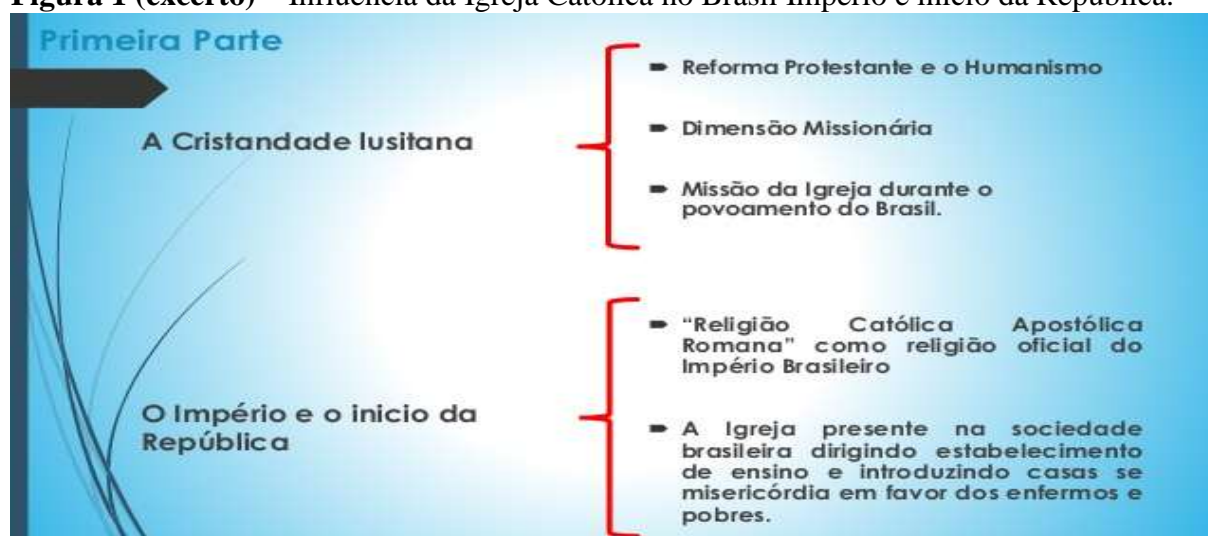 Figura 1 (excerto) – Influência da Igreja Católica no Brasil Império e início da República.
Primeira Parte
A Cristandade lusitana
Reforma Protestante e o Humanismo
Dimensão Missionária
Missão da Igreja durante o
povoamento do Brasil.
O Império e o inicio da
República
"Religião Católica Apostólica
Romana" como religião oficial do
Império Brasileiro
A Igreja presente na sociedade
brasileira dirigindo estabelecimento
de ensino e introduzindo casas se
misericórdia em favor dos enfermos e
pobres.